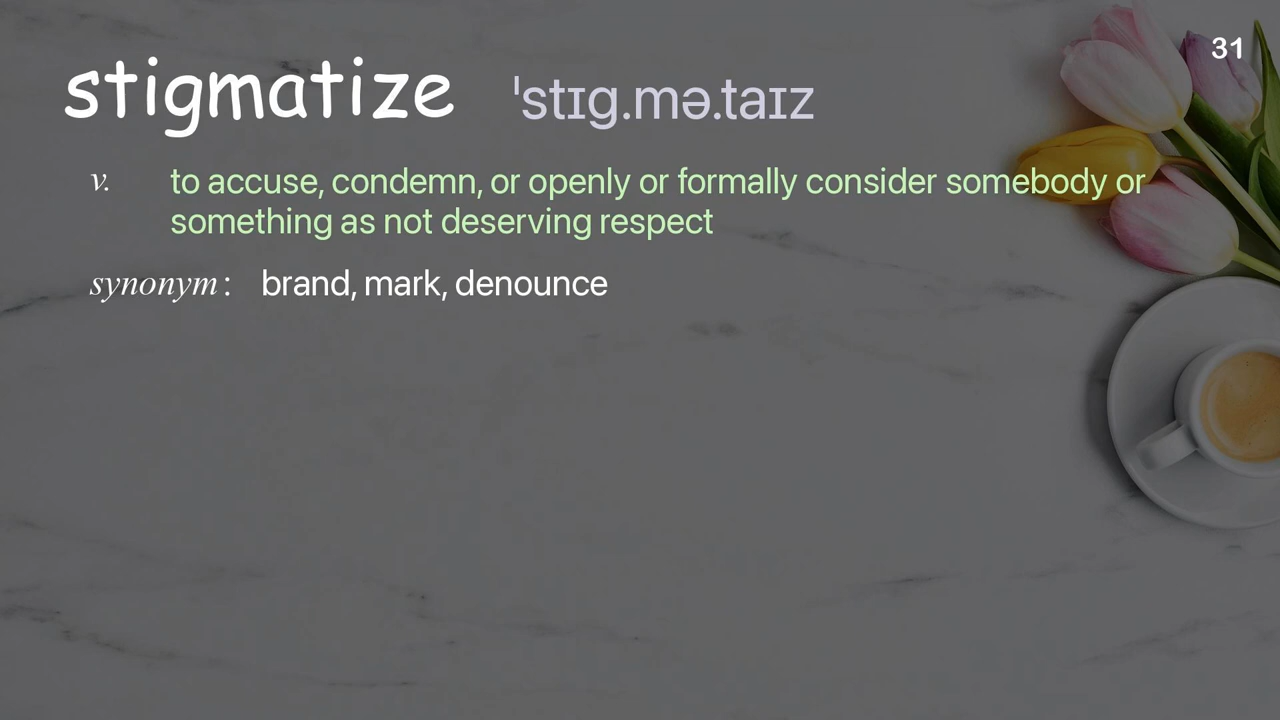 31
stigmatize ˈstɪg.mə.taɪz
v. to accuse, condemn, or openly or formally consider somebody or
something as not deserving respect
synonym: brand, mark, denounce